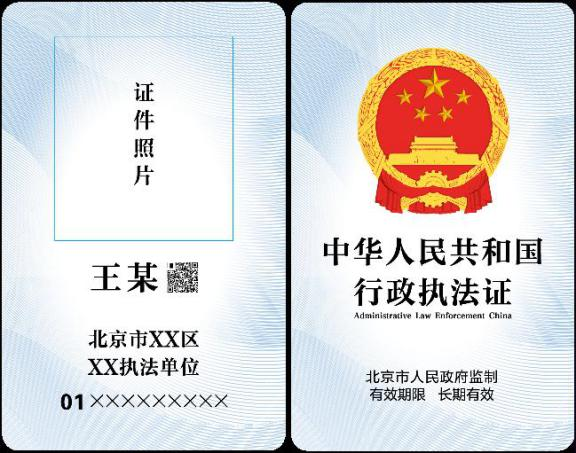 证件照片
王某
北京市XX区
XX执法单位
01×××××××××
中华人民共和国
行政执法证
Administrative Law Enforcement China
北京市人民政府监制
有效期限 长期有效